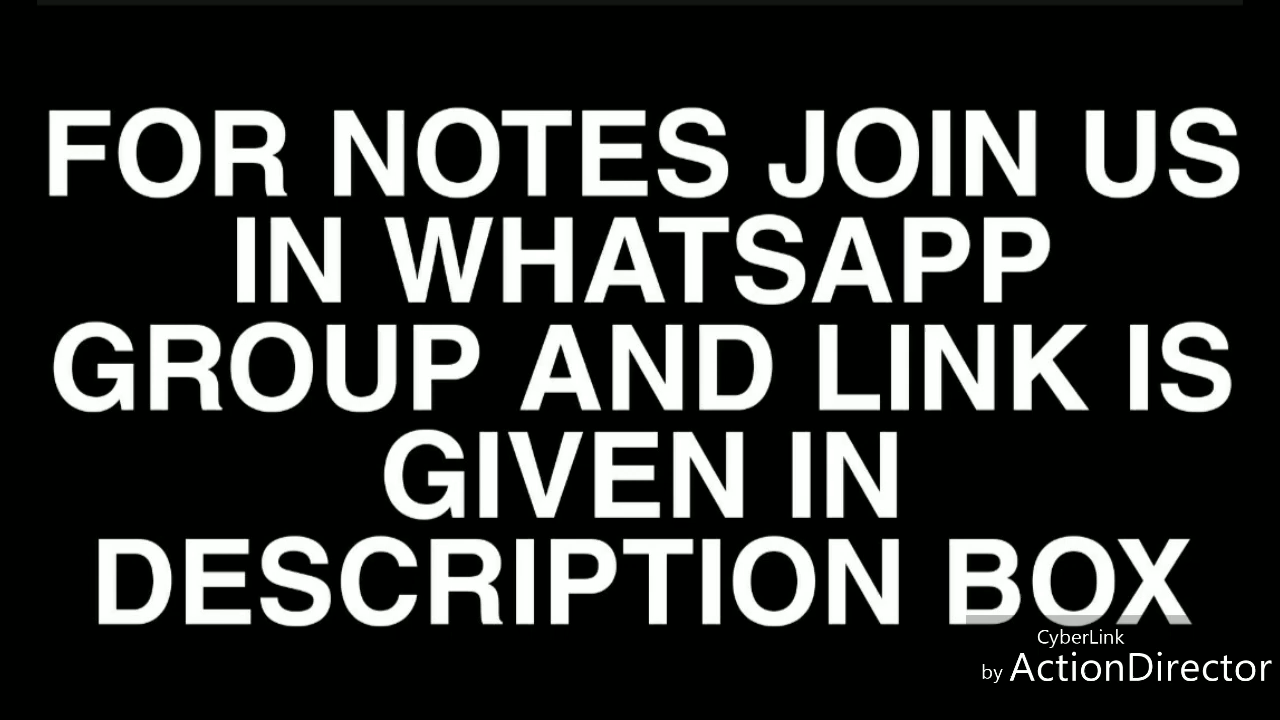 FOR NOTES JOIN US
IN WHATSAPP
GROUP AND LINK IS
GIVEN IN
DESCRIPTION BOX
CyberLink
by ActionDirector